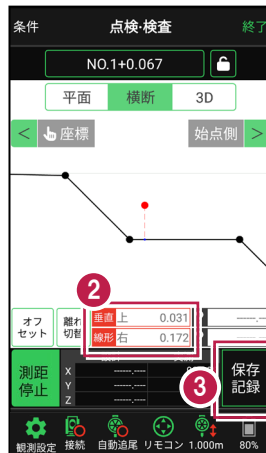 条件 点検・検査 終了
NO.1+0.067
平面 横断 3D
< 座標 始点側 >
2
オフセット 離れ切替 垂直 上 0.031 -----.---
線形 右 0.172 -----.---
測距停止 X -----.---
Y -----.---
Z -----.---
3 保存記録
観測設定 接続 自動追尾 リモコン 1.000m 80%